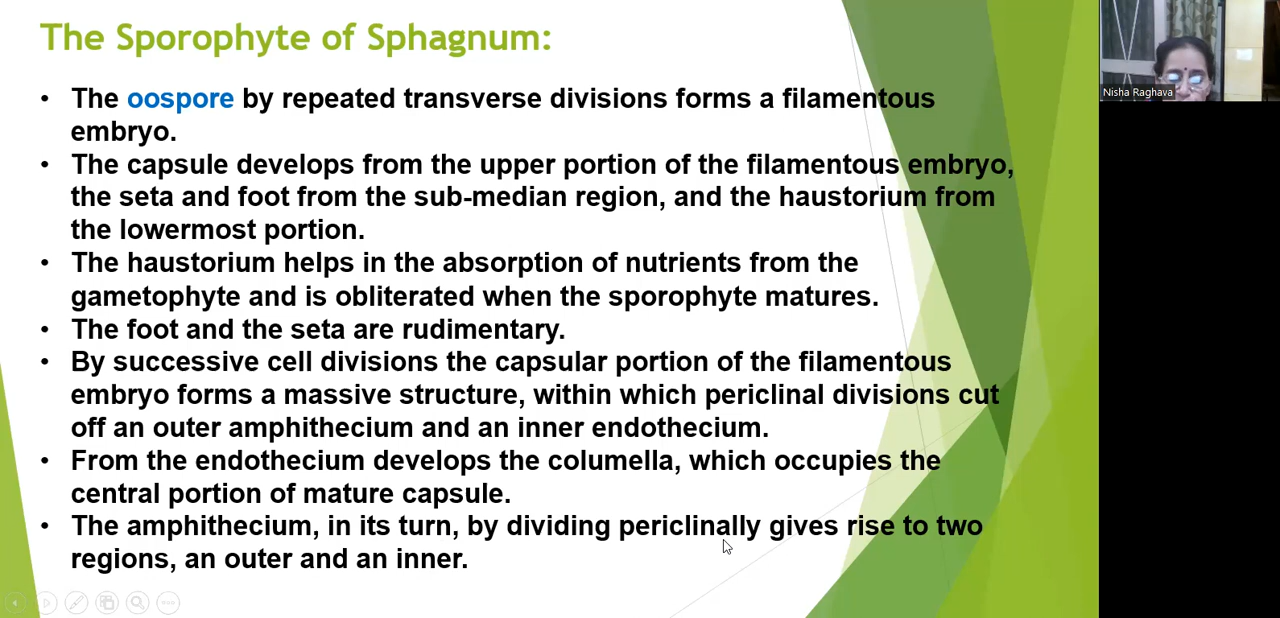 The Sporophyte of Sphagnum:
• The oospore by repeated transverse divisions forms a filamentous
embryo.
• The capsule develops from the upper portion of the filamentous embryo,
the seta and foot from the sub-median region, and the haustorium from
the lowermost portion.
• The haustorium helps in the absorption of nutrients from the
gametophyte and is obliterated when the sporophyte matures.
• The foot and the seta are rudimentary.
• By successive cell divisions the capsular portion of the filamentous
embryo forms a massive structure, within which periclinal divisions cut
off an outer amphithecium and an inner endothecium.
• From the endothecium develops the columella, which occupies the
central portion of mature capsule.
• The amphithecium, in its turn, by dividing periclinally gives rise to two
regions, an outer and an inner.
Nisha Raghava